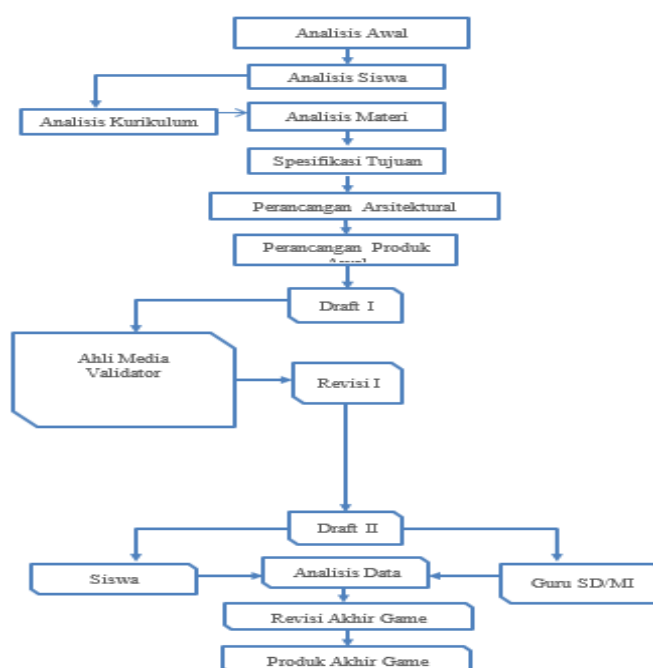 Analisis Awal
Analisis Siswa
Analisis Kurikulum
Analisis Materi
Spesifikasi Tujuan
Perancangan Arsitektural
Perancangan Produk
Draft I
Ahli Media
Validator
Revisi I
Draft II
Siswa
Analisis Data
Guru SD/MI
Revisi Akhir Game
Produk Akhir Game